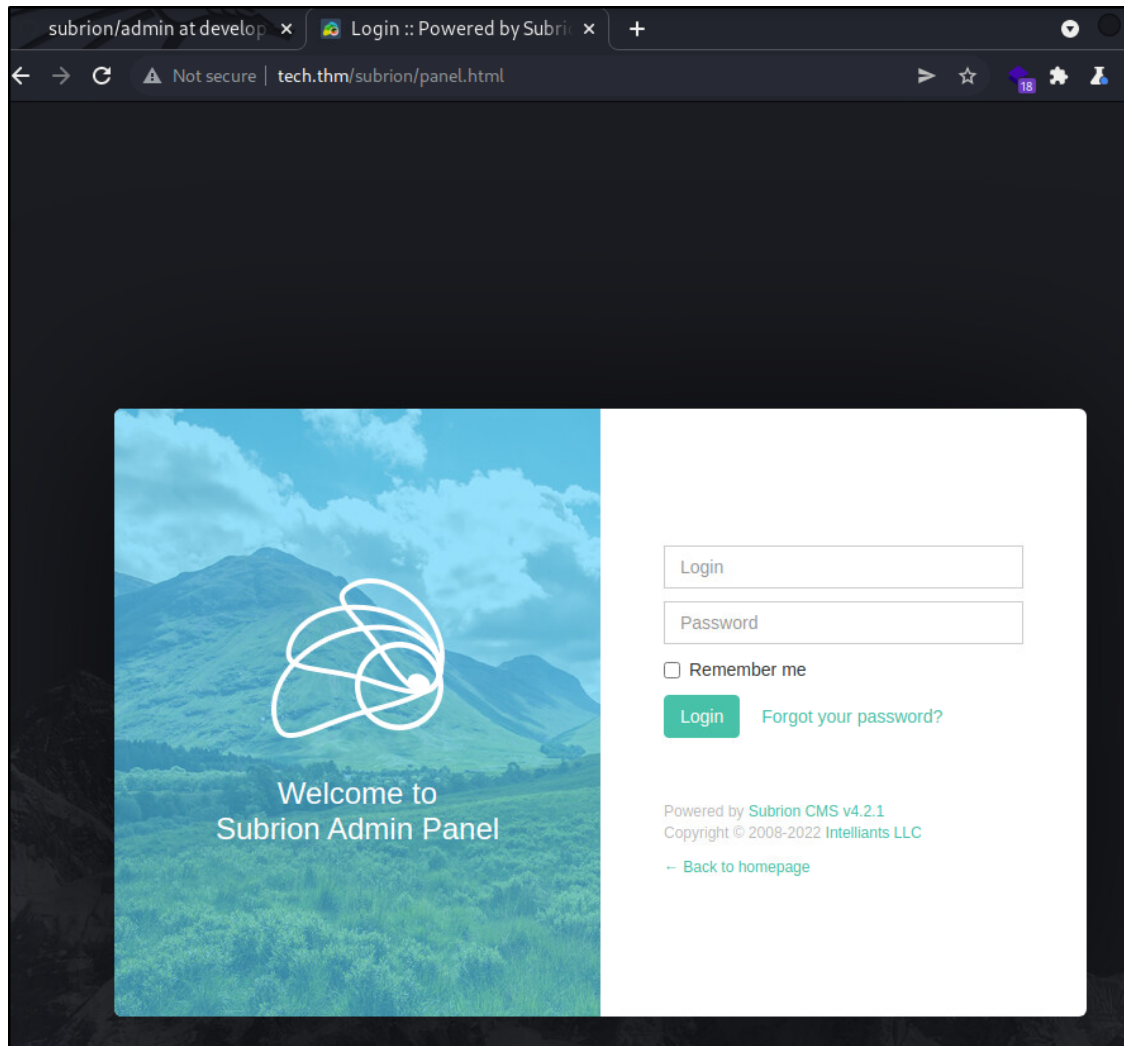 subrion/admin at develop
Login :: Powered by Subri
Not secure | tech.thm/subrion/panel.html
18
Login
Password
Remember me
Login Forgot your password?
Welcome to
Subrion Admin Panel
Powered by Subrion CMS v4.2.1
Copyright © 2008-2022 Intelliants LLC
← Back to homepage